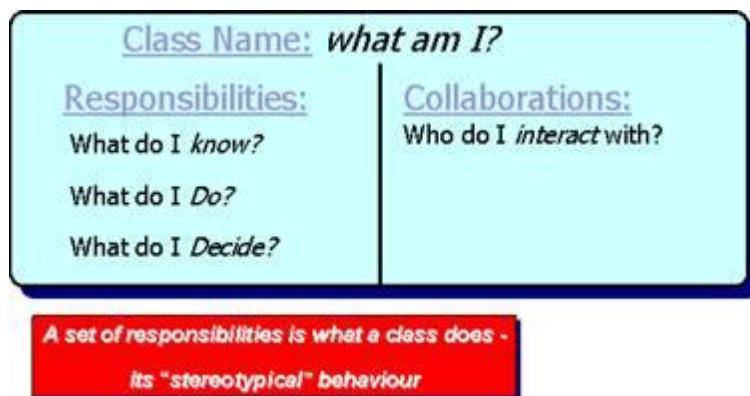 Class Name: what am I?
Responsibilities:
What do I know?
What do I Do?
What do I Decide?
Collaborations:
Who do I interact with?
A set of responsibilities is what a class does -
its "stereotypical" behaviour